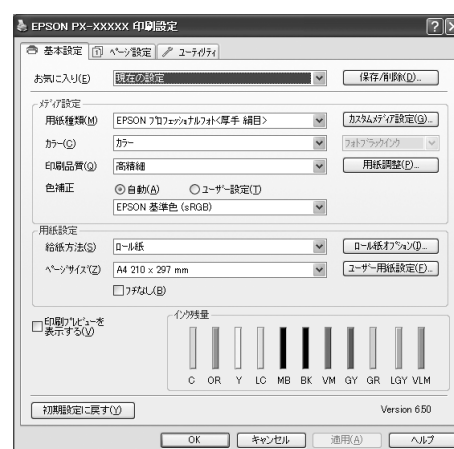 EPSON PX-XXXXX 印刷設定
基本設定 ページ設定 ユーティリティ
お気に入り(E) 現在の設定 保存/削除(D)...
メディア設定
用紙種類(M) EPSON プロフェッショナルフォト<厚手 絹目> カスタムメディア設定(G)...
カラー(C) カラー フォトブラックインク
印刷品質(Q) 高精細 用紙調整(P)...
色補正 自動(A) ユーザー設定(T)
EPSON 基準色 (sRGB)
用紙設定
給紙方法(S) ロール紙 ロール紙オプション(I)...
ページサイズ(Z) A4 210 x 297 mm ユーザー用紙設定(F)...
フチなし(B)
印刷プレビューを
表示する(V)
インク残量
C OR Y LC MB BK VM GY GR LGY VLM
初期設定に戻す(Y) Version 6.50
OK キャンセル 適用(A) ヘルプ